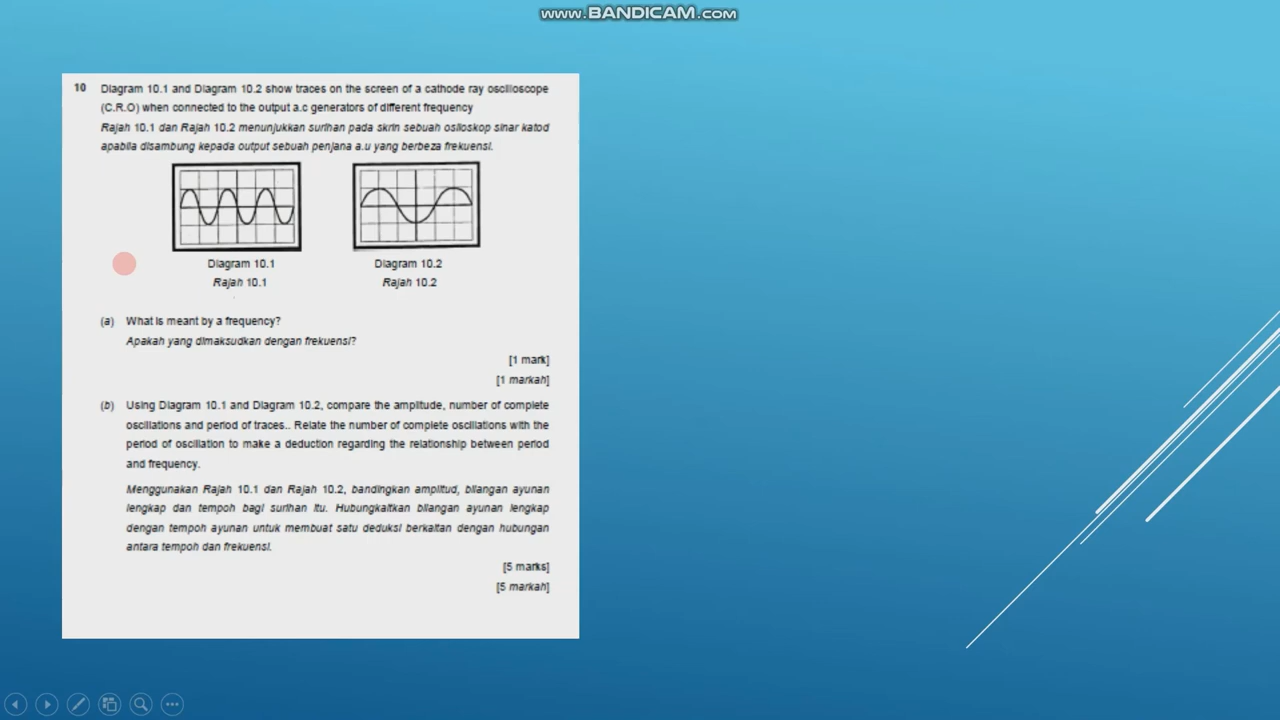 www.BANDICAM.com
10 Diagram 10.1 and Diagram 10.2 show traces on the screen of a cathode ray oscilloscope
(C.R.O) when connected to the output a.c generators of different frequency
Rajah 10.1 dan Rajah 10.2 menunjukkan surihan pada skrin sebuah osiloskop sinar katod
apabila disambung kepada output sebuah penjana a.u yang berbeza frekuensi.
Diagram 10.1
Rajah 10.1
Diagram 10.2
Rajah 10.2
(a) What is meant by a frequency?
Apakah yang dimaksudkan dengan frekuensi?
[1 mark]
[1 markah]
(b) Using Diagram 10.1 and Diagram 10.2, compare the amplitude, number of complete
oscillations and period of traces.. Relate the number of complete oscillations with the
period of oscillation to make a deduction regarding the relationship between period
and frequency.
Menggunakan Rajah 10.1 dan Rajah 10.2, bandingkan amplitud, bilangan ayunan
lengkap dan tempoh bagi surihan itu. Hubungkaitkan bilangan ayunan lengkap
dengan tempoh ayunan untuk membuat satu deduksi berkaitan dengan hubungan
antara tempoh dan frekuensi.
[5 marks]
[5 markah]